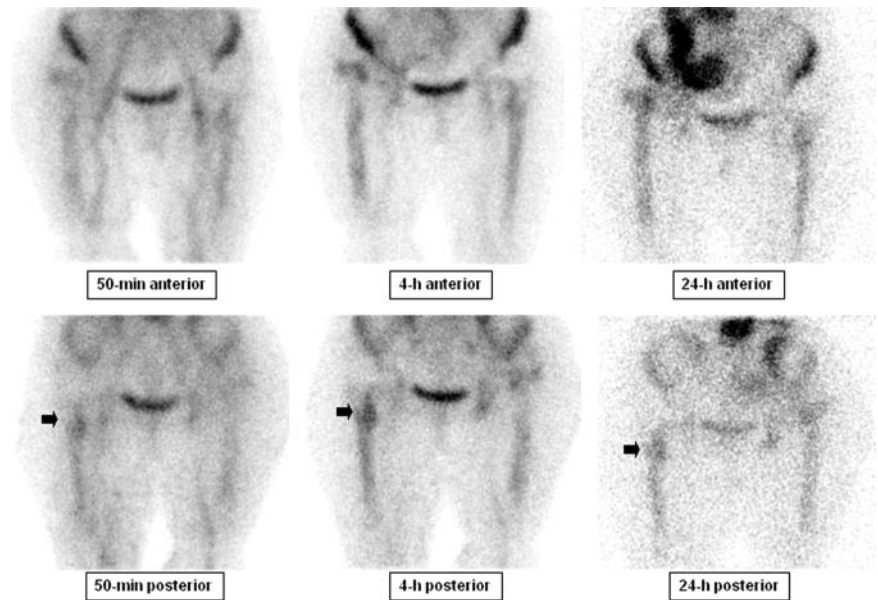 50-min anterior
4-h anterior
24-h anterior
50-min posterior
4-h posterior
24-h posterior